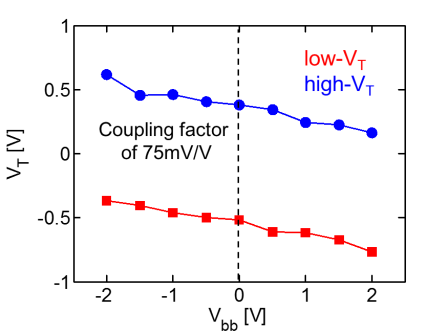 1
0.5
0
-0.5
-1
V_T [V]
low-V_T
high-V_T
Coupling factor
of 75mV/V
-2 -1 0 1 2
V_bb [V]